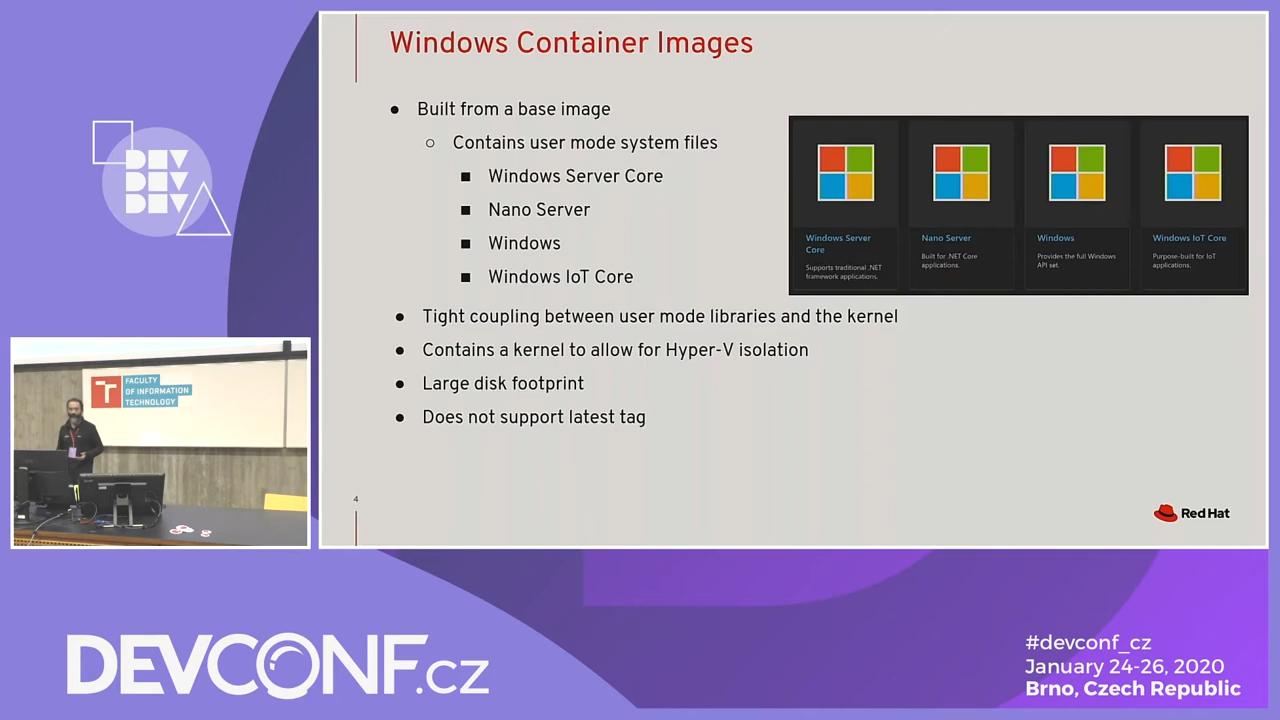 Windows Container Images
● Built from a base image
○ Contains user mode system files
■ Windows Server Core
■ Nano Server
■ Windows
■ Windows IoT Core
● Tight coupling between user mode libraries and the kernel
● Contains a kernel to allow for Hyper-V isolation
● Large disk footprint
● Does not support latest tag
Windows Server
Core
Supports traditional .NET
framework applications.
Nano Server
Built for .NET Core
applications.
Windows
Provides the full Windows
API set.
Windows IoT Core
Purpose-built for IoT
applications.
4
Red Hat
DEV
DEV
DEV
T FACULTY
OF INFORMATION
TECHNOLOGY
DEVCONF.cz
#devconf_cz
January 24-26, 2020
Brno, Czech Republic